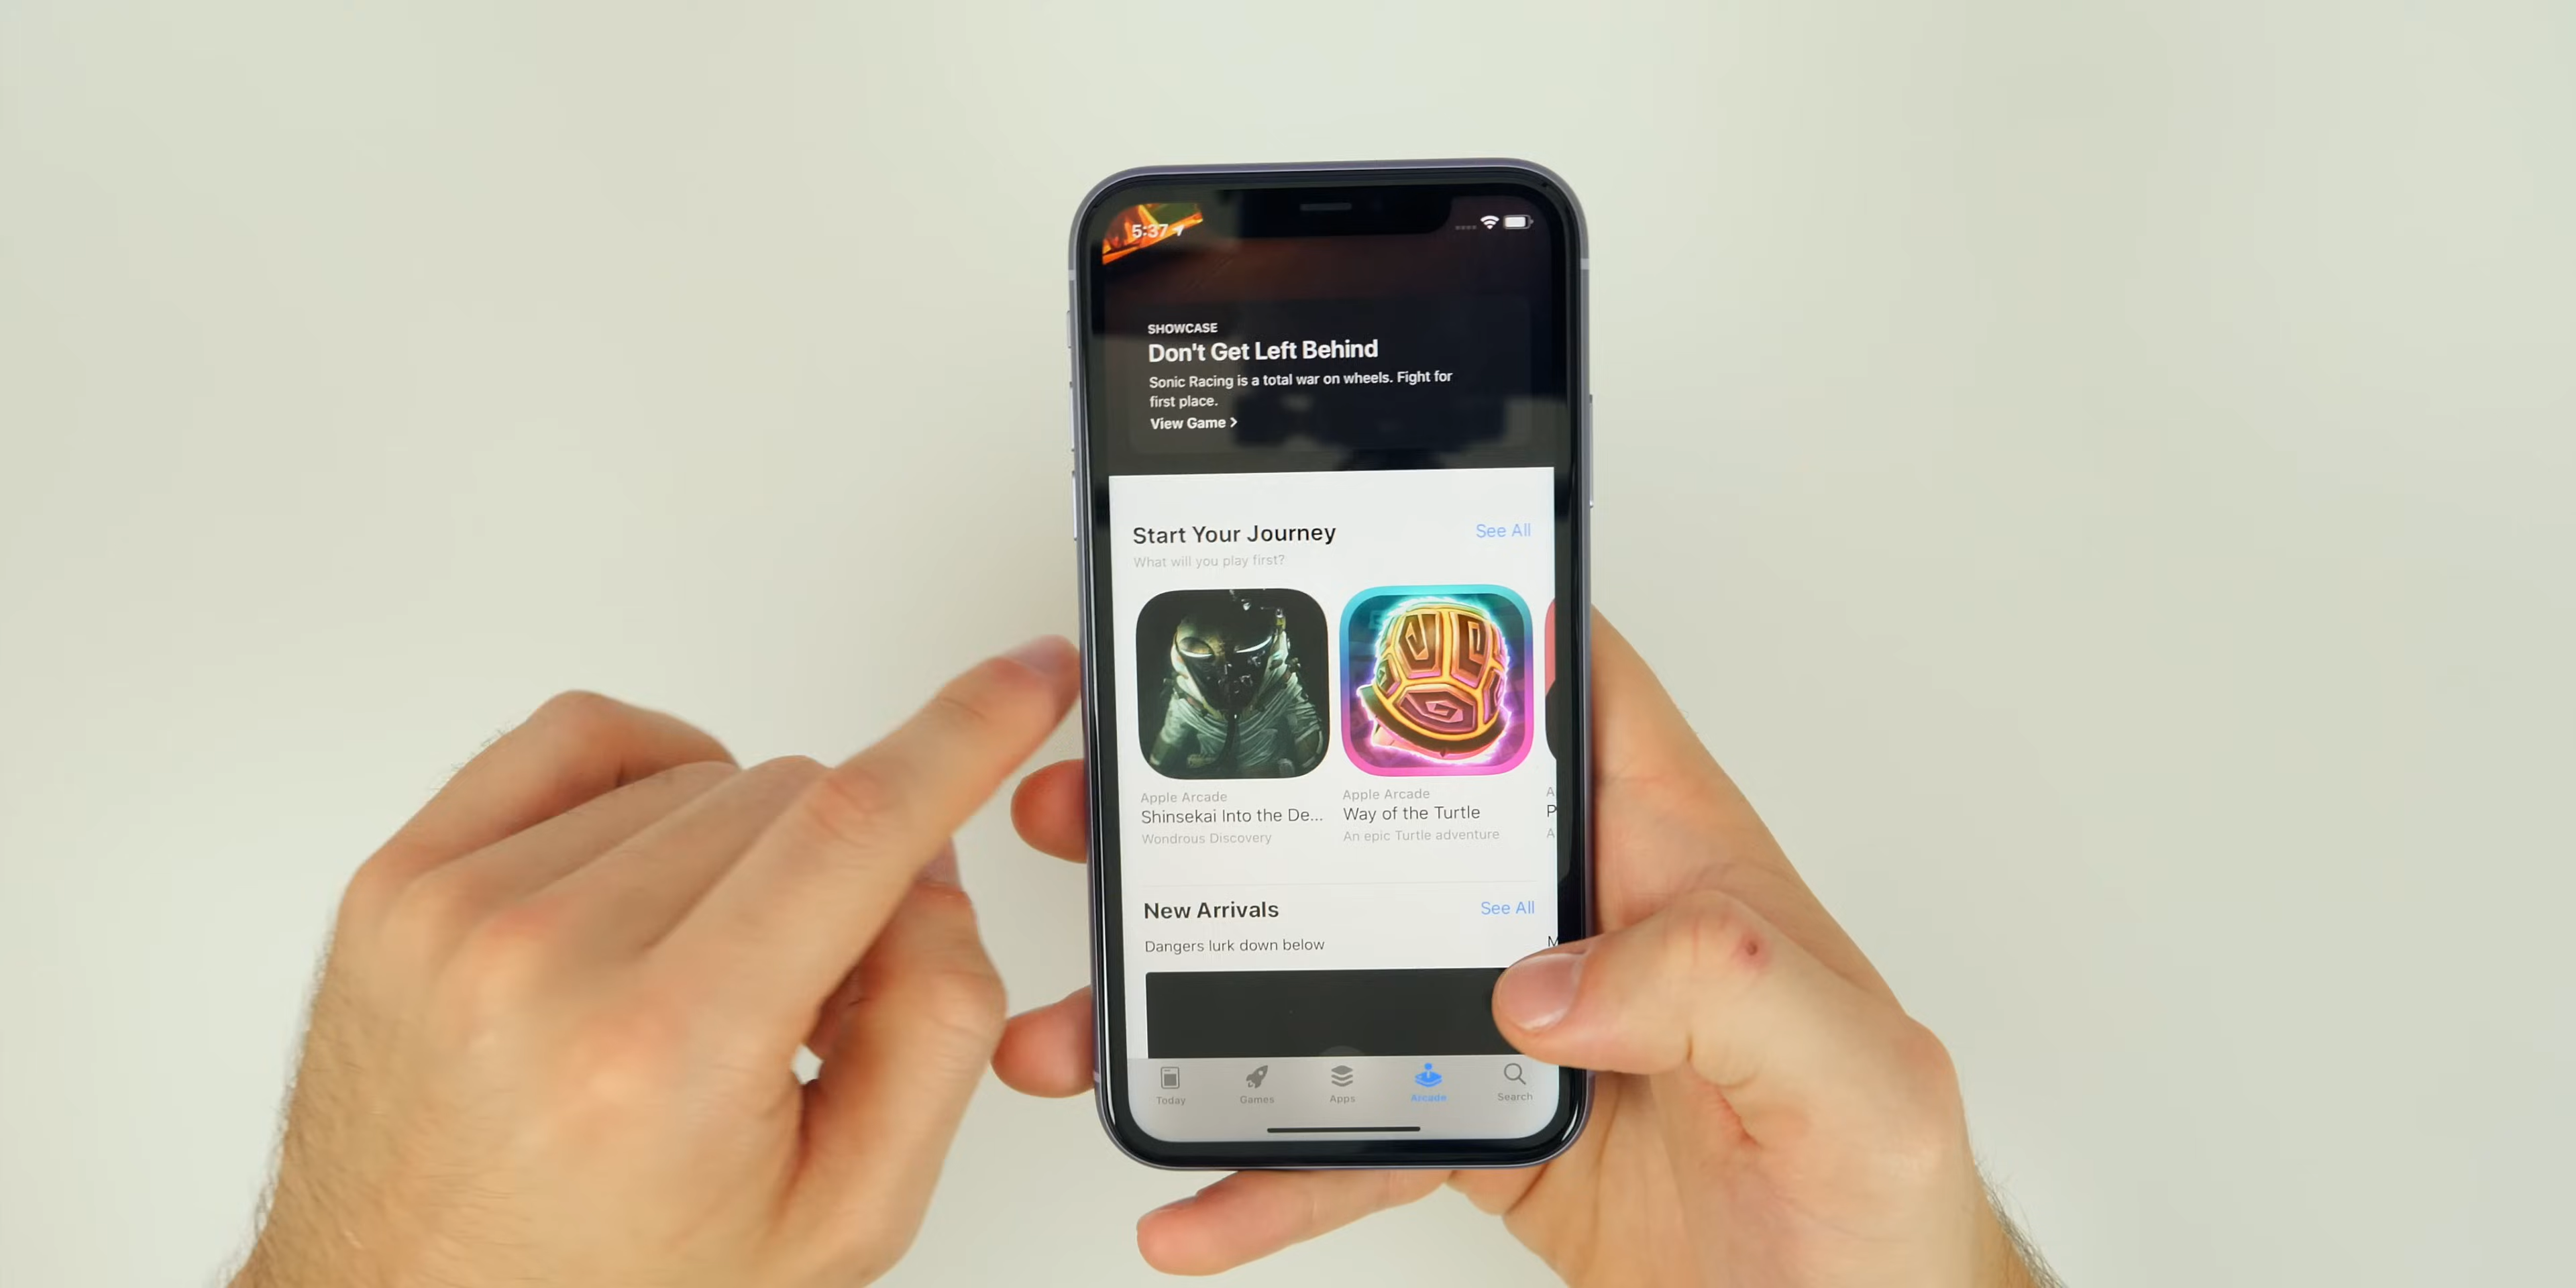 5:37
SHOWCASE
Don't Get Left Behind
Sonic Racing is a total war on wheels. Fight for
first place.
View Game >
Start Your Journey
See All
What will you play first?
Apple Arcade
Shinsekai Into the De...
Wondrous Discovery
Apple Arcade
Way of the Turtle
An epic Turtle adventure
A
P
A
New Arrivals
See All
Dangers lurk down below
M
Today
Games
Apps
Arcade
Search